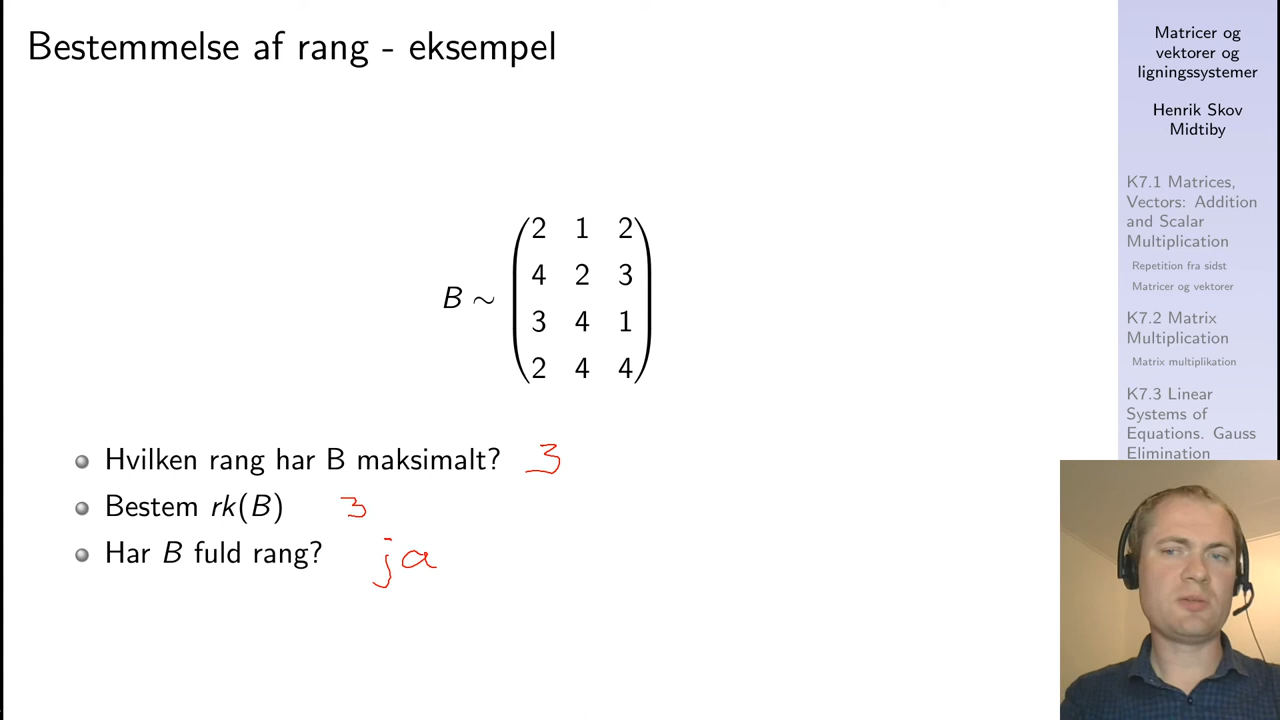 Bestemmelse af rang - eksempel
B ∼
2 1 2
4 2 3
3 4 1
2 4 4
Hvilken rang har B maksimalt? 3
Bestem rk(B) 3
Har B fuld rang? ja
Matricer og
vektorer og
ligningssystemer
Henrik Skov
Midtiby
K7.1 Matrices,
Vectors: Addition
and Scalar
Multiplication
Repetition fra sidst
Matricer og vektorer
K7.2 Matrix
Multiplication
Matrix multiplikation
K7.3 Linear
Systems of
Equations. Gauss
Elimination